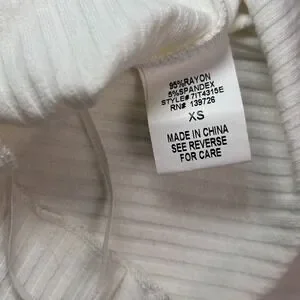 95%RAYON
5%SPANDEX
STYLE#:7IT4315E
RN# 139726
XS
MADE IN CHINA
SEE REVERSE
FOR CARE